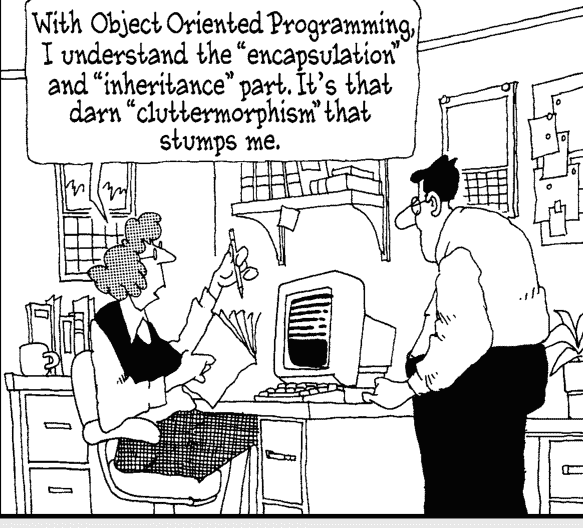 With Object Oriented Programming,
I understand the "encapsulation"
and "inheritance" part. It's that
darn "cluttermorphism" that
stumps me.